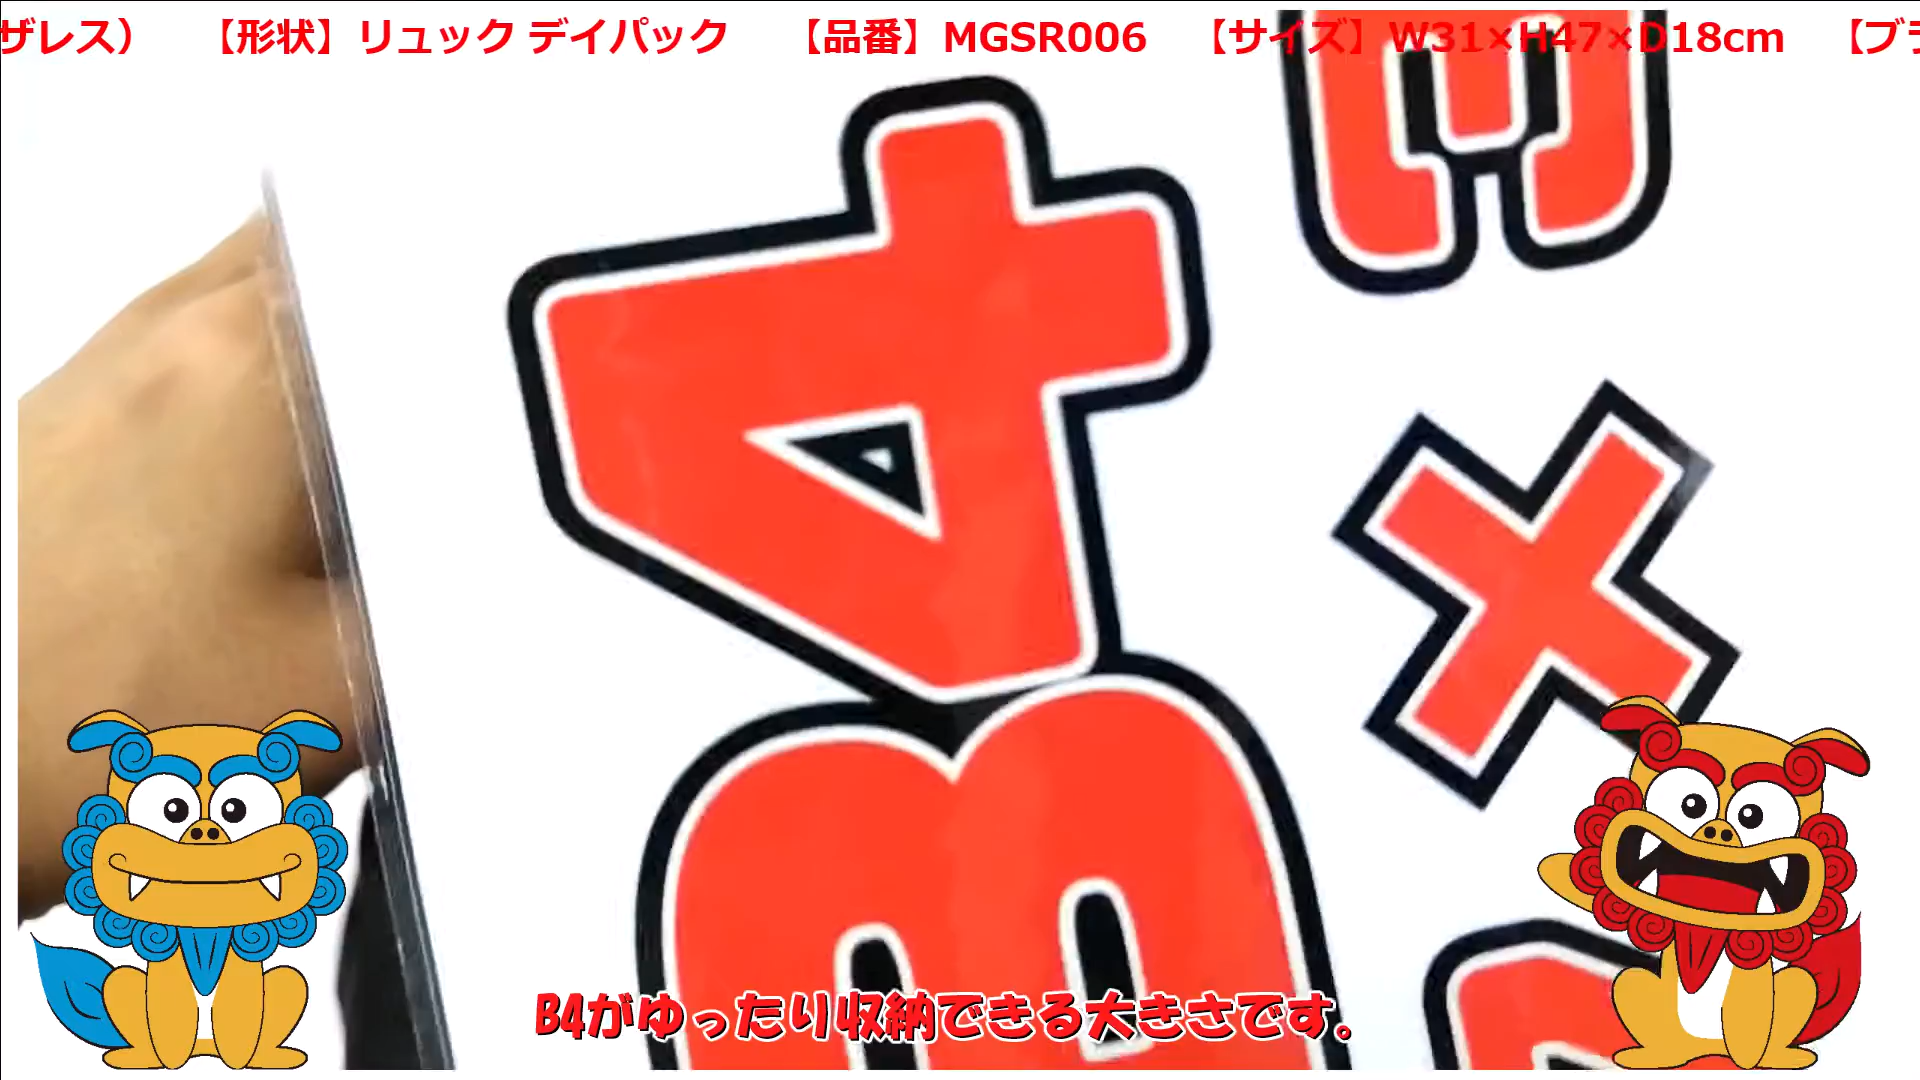 ザレス） 【形状】リュック デイパック 【品番】MGSR006 【サイズ】W31×H47×D18cm 【ブラ
B4
×
B4がゆったり収納できる大きさです。